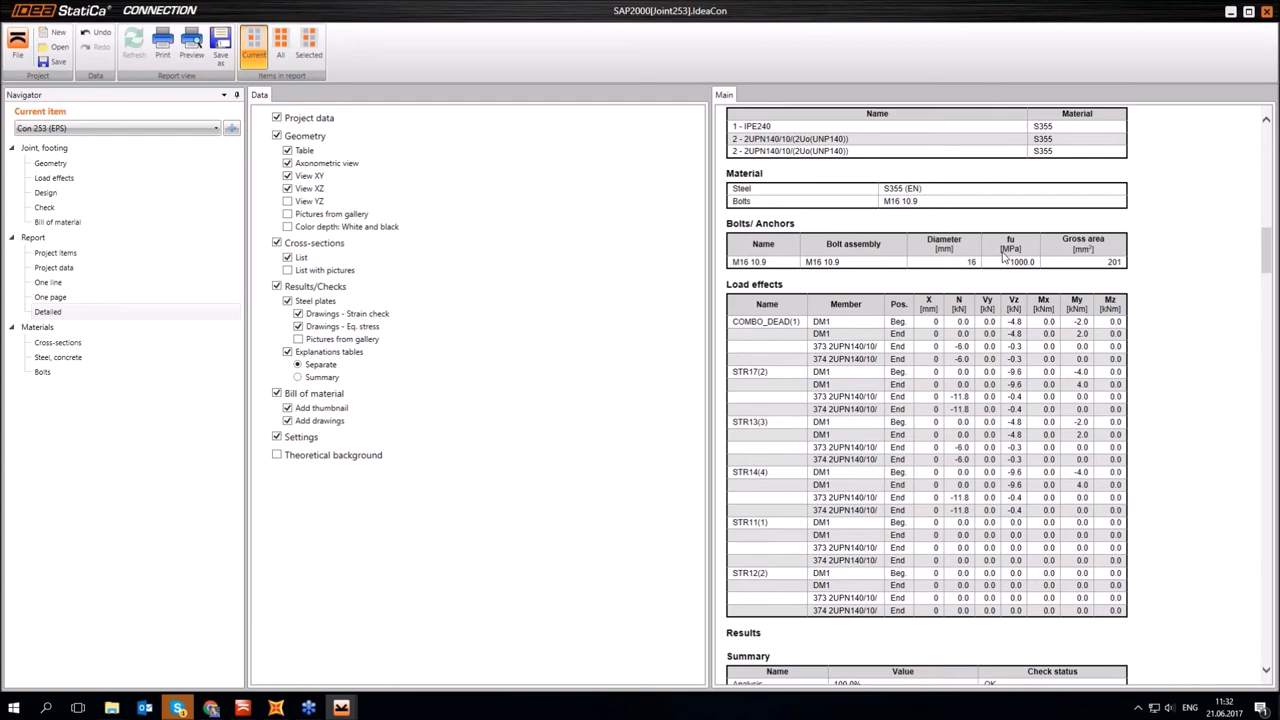 IDEA StatiCa® CONNECTION
SAP2000[Joint253].IdeaCon
File
New
Open
Save
Undo
Redo
Refresh
Print
Preview
Save as
Current
All
Selected
Project
Data
Report view
Items in report
Navigator
Current item
Con 253 (EPS)
Joint, footing
Geometry
Load effects
Design
Check
Bill of material
Report
Project items
Project data
One line
One page
Detailed
Materials
Cross-sections
Steel, concrete
Bolts
Data
Project data
Geometry
Table
Axonometric view
View XY
View XZ
View YZ
Pictures from gallery
Color depth: White and black
Cross-sections
List
List with pictures
Results/Checks
Steel plates
Drawings - Strain check
Drawings - Eq. stress
Pictures from gallery
Explanations tables
Separate
Summary
Bill of material
Add thumbnail
Add drawings
Settings
Theoretical background
Main
Name Material
1 - IPE240 S355
2 - 2UPN140/10/(2Uo(UNP140)) S355
2 - 2UPN140/10/(2Uo(UNP140)) S355
Material
Steel S355 (EN)
Bolts M16 10.9
Bolts/ Anchors
Name Bolt assembly Diameter [mm] fu [MPa] Gross area [mm²]
M16 10.9 M16 10.9 16 1000.0 201
Load effects
Name Member Pos. X [mm] N [kN] Vy [kN] Vz [kN] Mx [kNm] My [kNm] Mz [kNm]
COMBO_DEAD(1) DM1 Beg. 0 0.0 0.0 -4.8 0.0 -2.0 0.0
DM1 End 0 0.0 0.0 -4.8 0.0 2.0 0.0
373 2UPN140/10/ End 0 -6.0 0.0 -0.3 0.0 0.0 0.0
374 2UPN140/10/ End 0 -6.0 0.0 -0.3 0.0 0.0 0.0
STR17(2) DM1 Beg. 0 0.0 0.0 -9.6 0.0 -4.0 0.0
DM1 End 0 0.0 0.0 -9.6 0.0 4.0 0.0
373 2UPN140/10/ End 0 -11.8 0.0 -0.4 0.0 0.0 0.0
374 2UPN140/10/ End 0 -11.8 0.0 -0.4 0.0 0.0 0.0
STR13(3) DM1 Beg. 0 0.0 0.0 -4.8 0.0 -2.0 0.0
DM1 End 0 0.0 0.0 -4.8 0.0 2.0 0.0
373 2UPN140/10/ End 0 -6.0 0.0 -0.3 0.0 0.0 0.0
374 2UPN140/10/ End 0 -6.0 0.0 -0.3 0.0 0.0 0.0
STR14(4) DM1 Beg. 0 0.0 0.0 -9.6 0.0 -4.0 0.0
DM1 End 0 0.0 0.0 -9.6 0.0 4.0 0.0
373 2UPN140/10/ End 0 -11.8 0.0 -0.4 0.0 0.0 0.0
374 2UPN140/10/ End 0 -11.8 0.0 -0.4 0.0 0.0 0.0
STR11(1) DM1 Beg. 0 0.0 0.0 0.0 0.0 0.0 0.0
DM1 End 0 0.0 0.0 0.0 0.0 0.0 0.0
373 2UPN140/10/ End 0 0.0 0.0 0.0 0.0 0.0 0.0
374 2UPN140/10/ End 0 0.0 0.0 0.0 0.0 0.0 0.0
STR12(2) DM1 Beg. 0 0.0 0.0 0.0 0.0 0.0 0.0
DM1 End 0 0.0 0.0 0.0 0.0 0.0 0.0
373 2UPN140/10/ End 0 0.0 0.0 0.0 0.0 0.0 0.0
374 2UPN140/10/ End 0 0.0 0.0 0.0 0.0 0.0 0.0
Results
Summary
Name Value Check status
Analysis 100.0% OK
ENG
11:32
21.06.2017